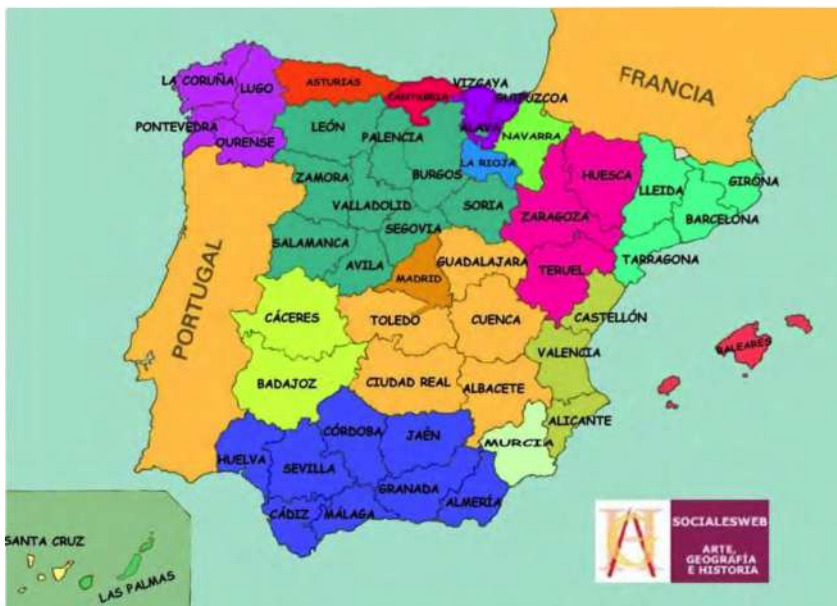 LA CORUÑA
LUGO
ASTURIAS
CANTABRIA
VIZGAYA
GUIPÚZCOA
FRANCIA
PONTEVEDRA
OURENSE
LEÓN
PALENCIA
BURGOS
ALAVA
NAVARRA
LA RIOJA
HUESCA
LLEIDA
GIRONA
ZAMORA
VALLADOLID
SORIA
ZARAGOZA
BARCELONA
SEGOVIA
SALAMANCA
AVILA
MADRID
GUADALAJARA
TERUEL
TARRAGONA
PORTUGAL
CÁCERES
TOLEDO
CUENCA
CASTELLÓN
VALENCIA
BALEARES
BADAJOZ
CIUDAD REAL
ALBACETE
ALICANTE
CÓRDOBA
JAÉN
MURCIA
HUELVA
SEVILLA
GRANADA
ALMERÍA
CÁDIZ
MÁLAGA
SANTA CRUZ
LAS PALMAS
SOCIALESWEB
ARTE,
GEOGRAFÍA
E HISTORIA